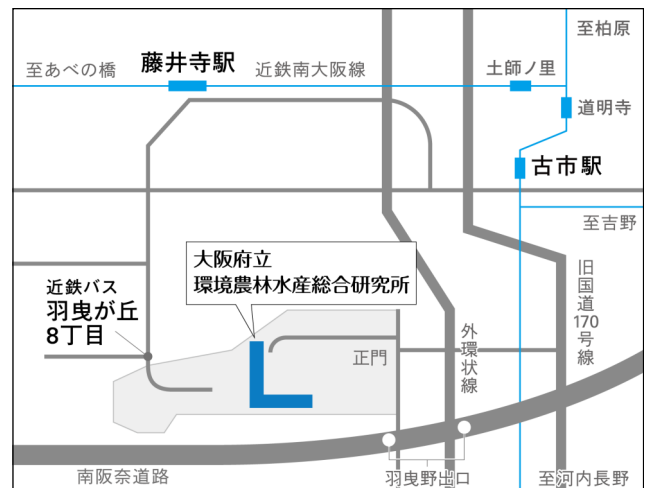 至柏原
至あべの橋
藤井寺駅
近鉄南大阪線
土師ノ里
道明寺
古市駅
至吉野
大阪府立
環境農林水産総合研究所
近鉄バス
羽曳が丘
8丁目
正門
外環状線
旧国道170号線
南阪奈道路
羽曳野出口
至河内長野